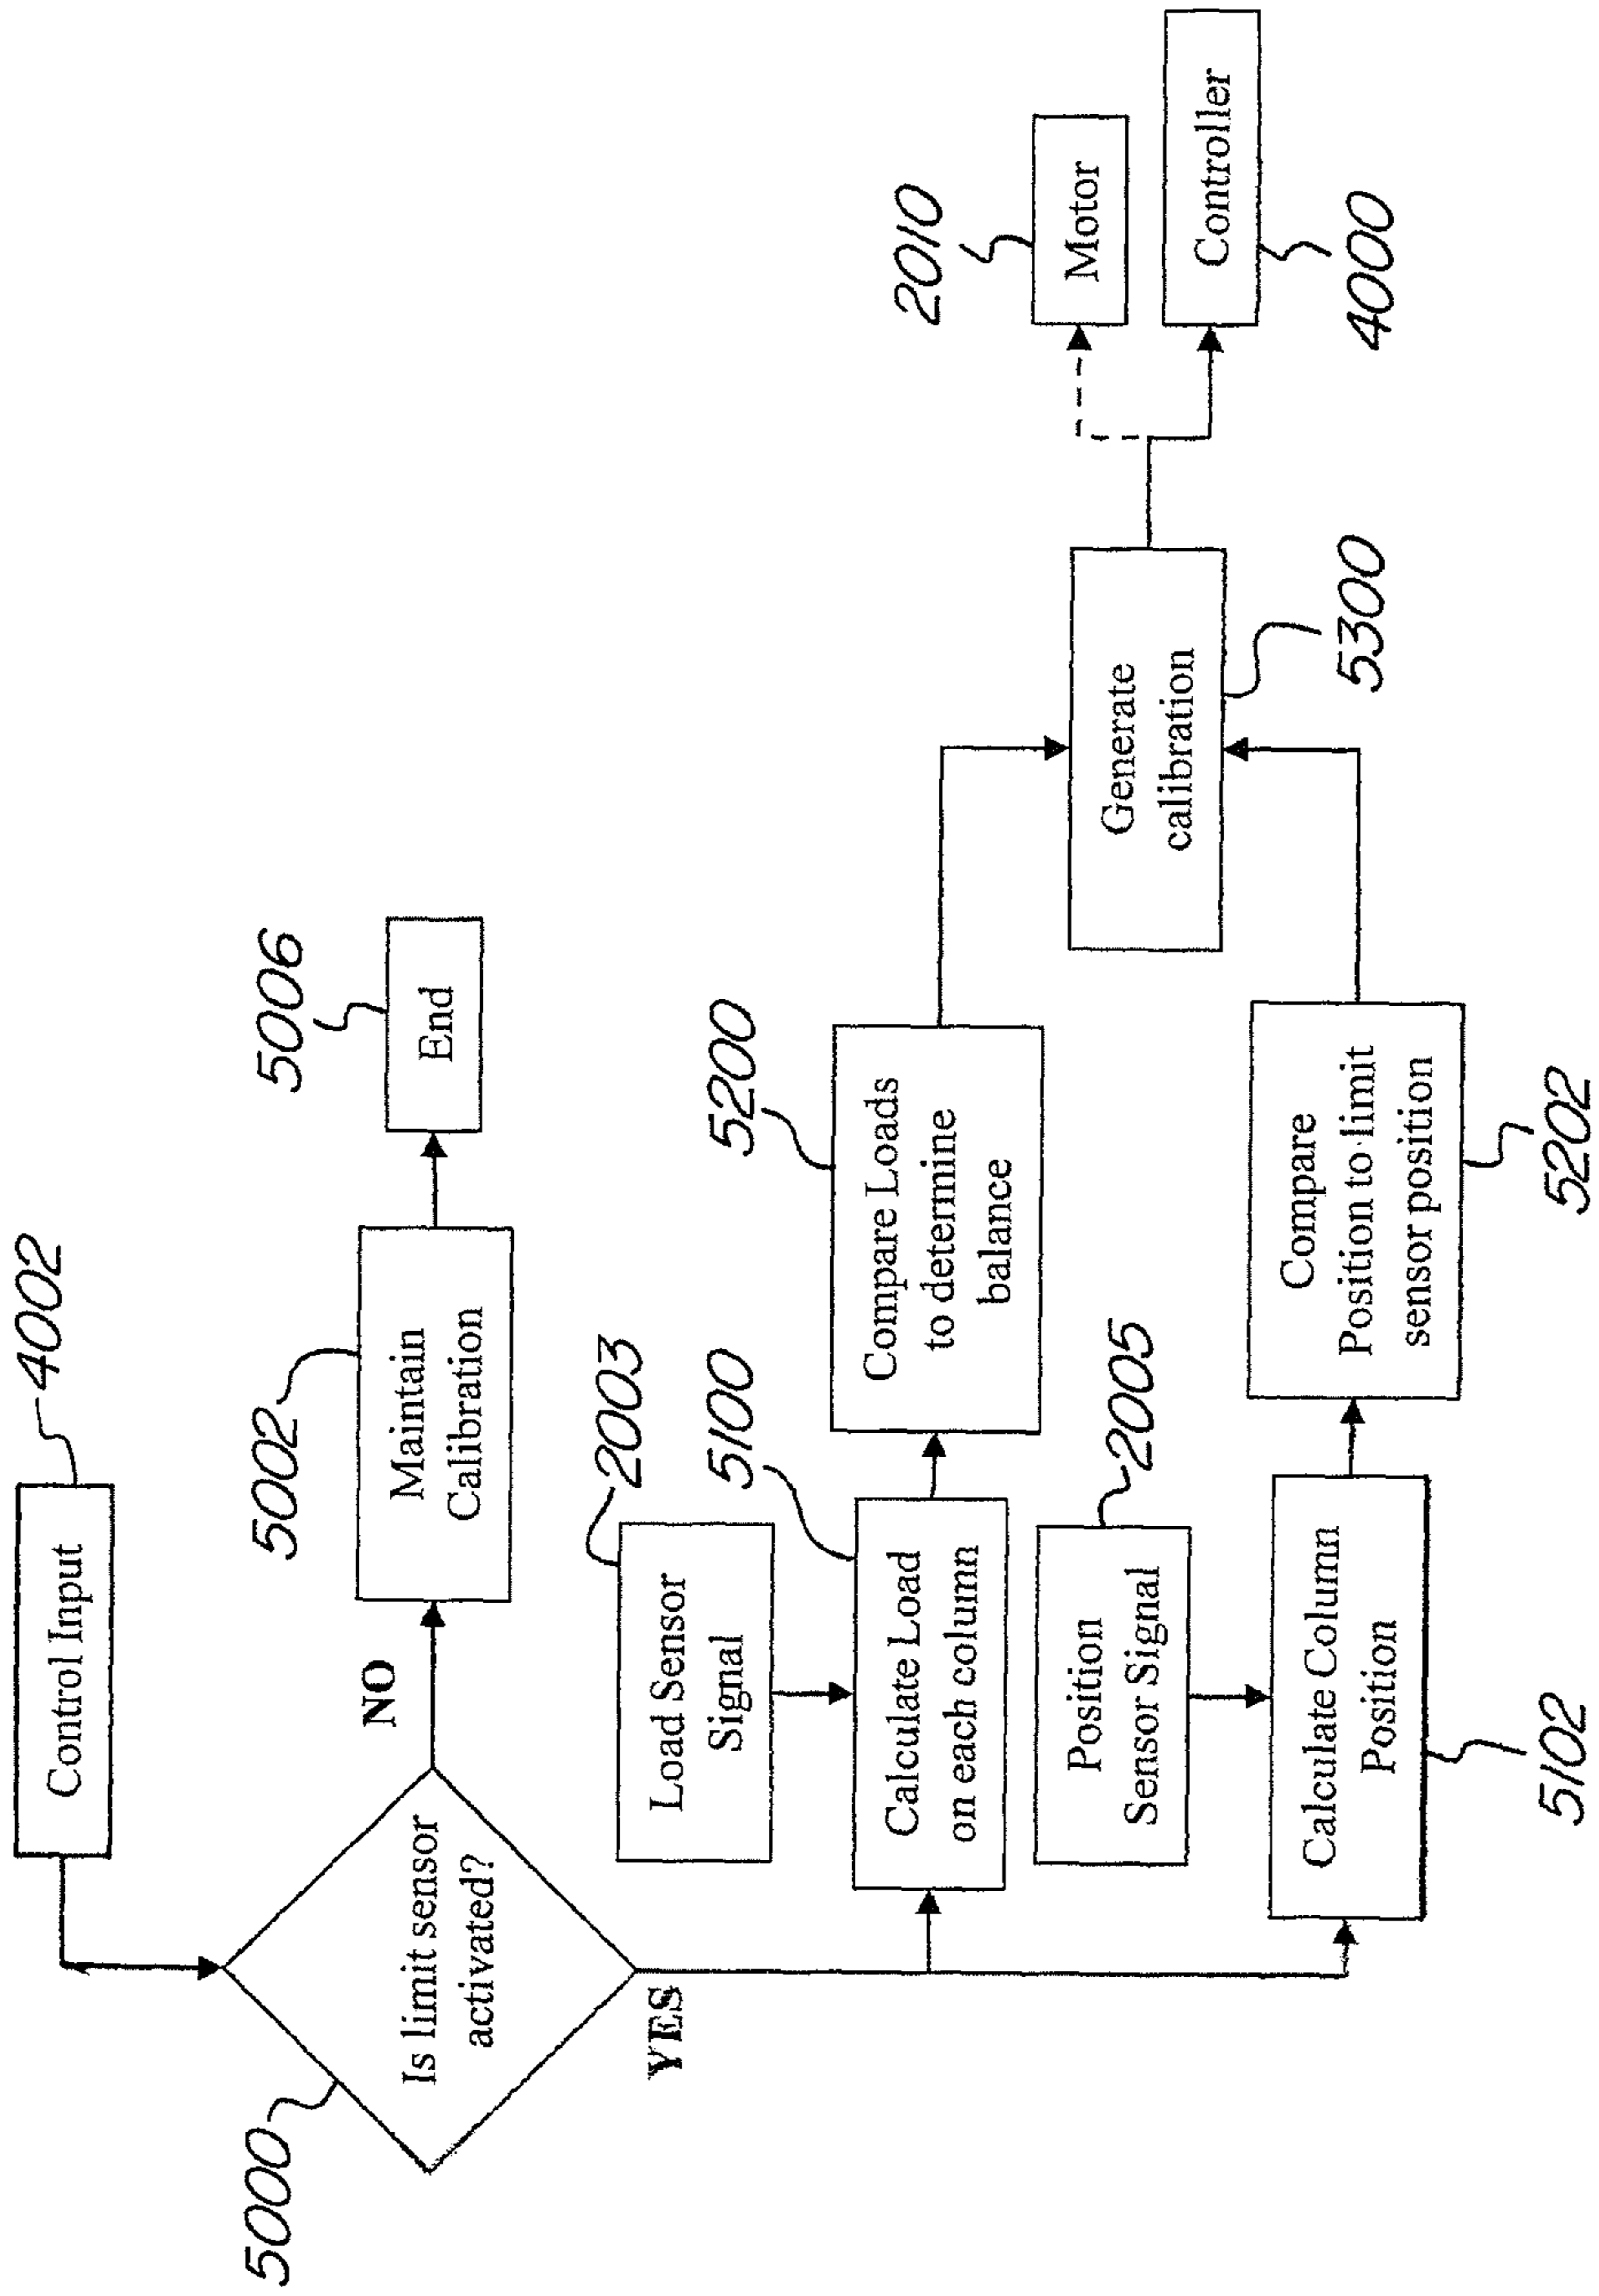 4002
Control Input
5000
Is limit sensor
activated?
NO
5002
Maintain
Calibration
5006
End
YES
2003
Load Sensor
Signal
5100
Calculate Load
on each column
5200
Compare Loads
to determine
balance
2005
Position
Sensor Signal
Calculate Column
Position
5102
Compare
Position to limit
sensor position
5202
Generate
calibration
5300
2010
Motor
Controller
4000